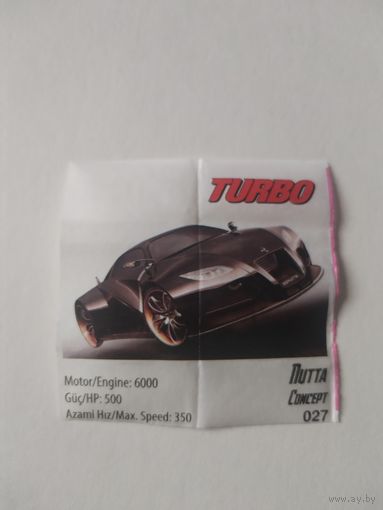 TURBO
Motor/Engine: 6000
Güç/HP: 500
Azami Hız/Max. Speed: 350
Nutta
Concept
027
www.ay.by